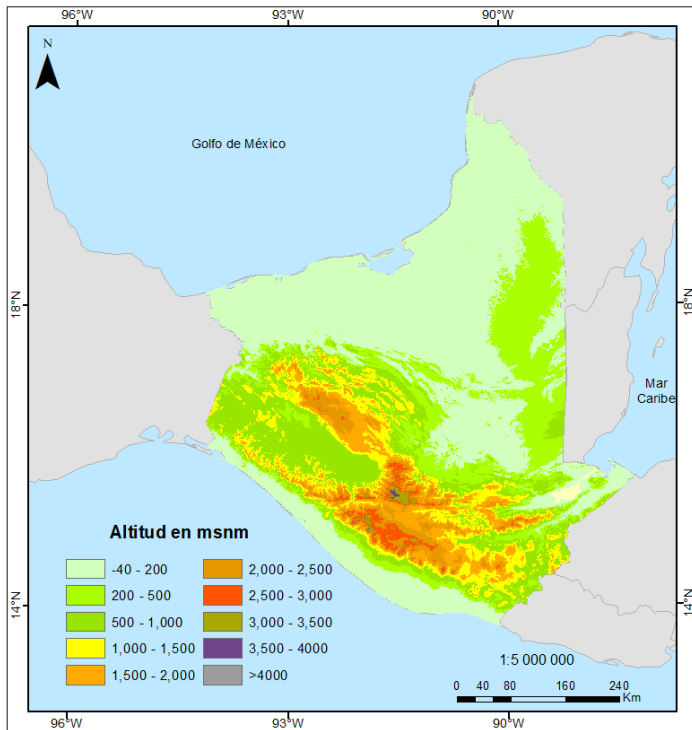 96°W 93°W 90°W
N
Golfo de México
18°N 18°N
Mar
Caribe
Altitud en msnm
-40 - 200 2,000 - 2,500
200 - 500 2,500 - 3,000
500 - 1,000 3,000 - 3,500
1,000 - 1,500 3,500 - 4000
1,500 - 2,000 >4000
14°N 14°N
1:5 000 000
0 40 80 160 240
Km
96°W 93°W 90°W